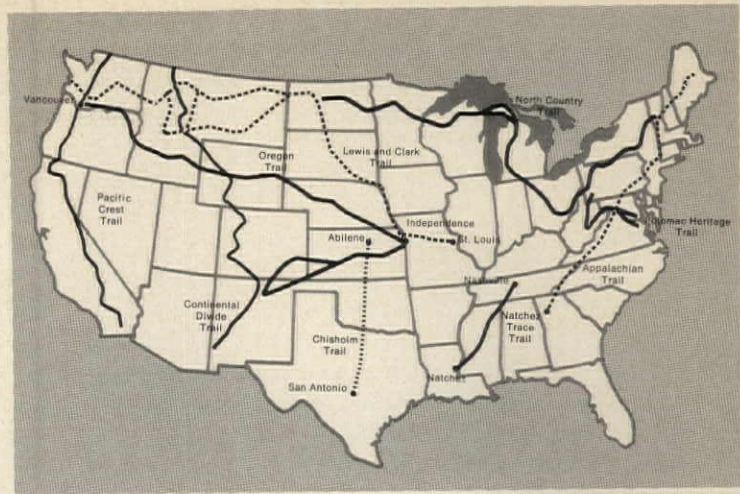 Vancouver
North Country
Trail
Oregon
Trail
Lewis and Clark
Trail
Pacific
Crest
Trail
Independence
Potomac Heritage
Trail
Abilene
St. Louis
Appalachian
Trail
Nashville
Continental
Divide
Trail
Natchez
Trace
Trail
Chisholm
Trail
San Antonio
Natchez